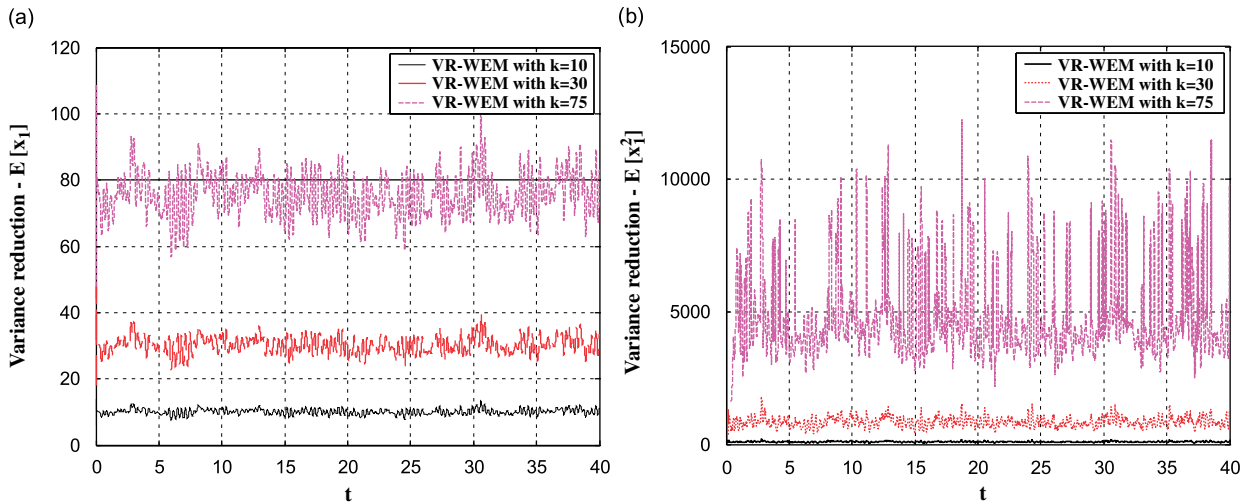 (a)
120
100
80
60
40
20
0
Variance reduction - E [x1]
VR-WEM with k=10
VR-WEM with k=30
VR-WEM with k=75
0 5 10 15 20 25 30 35 40
t
(b)
15000
10000
5000
0
Variance reduction - E [x²1]
VR-WEM with k=10
VR-WEM with k=30
VR-WEM with k=75
0 5 10 15 20 25 30 35 40
t